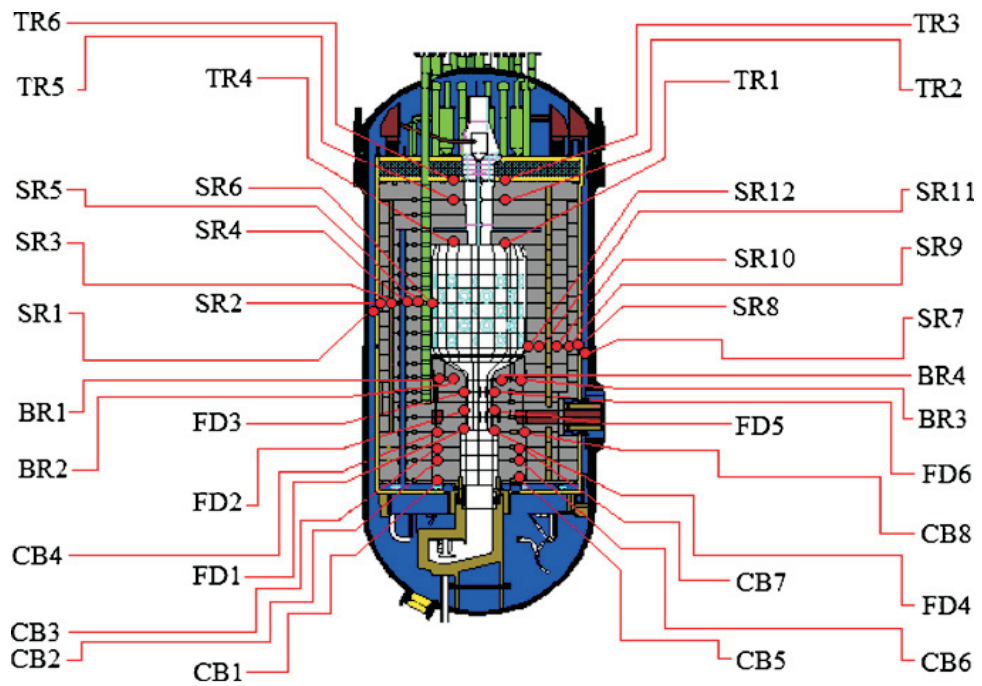 TR6
TR3
TR5
TR4
TR1
TR2
SR5
SR6
SR12
SR11
SR3
SR4
SR10
SR9
SR1
SR2
SR8
SR7
BR1
FD3
BR4
BR3
BR2
FD2
FD5
FD6
CB4
FD1
CB7
CB8
CB3
FD4
CB2
CB1
CB5
CB6